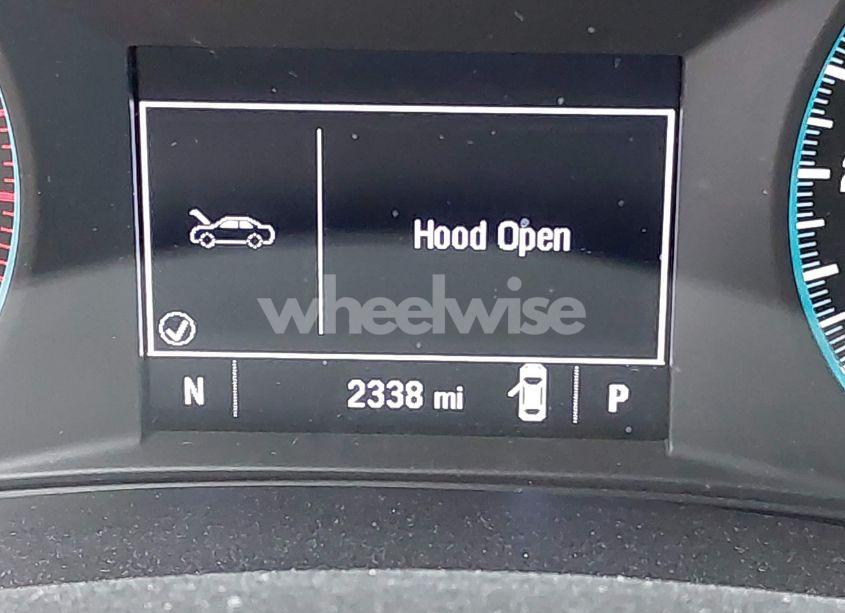 Hood Open
wheelwise
N 2338 mi P